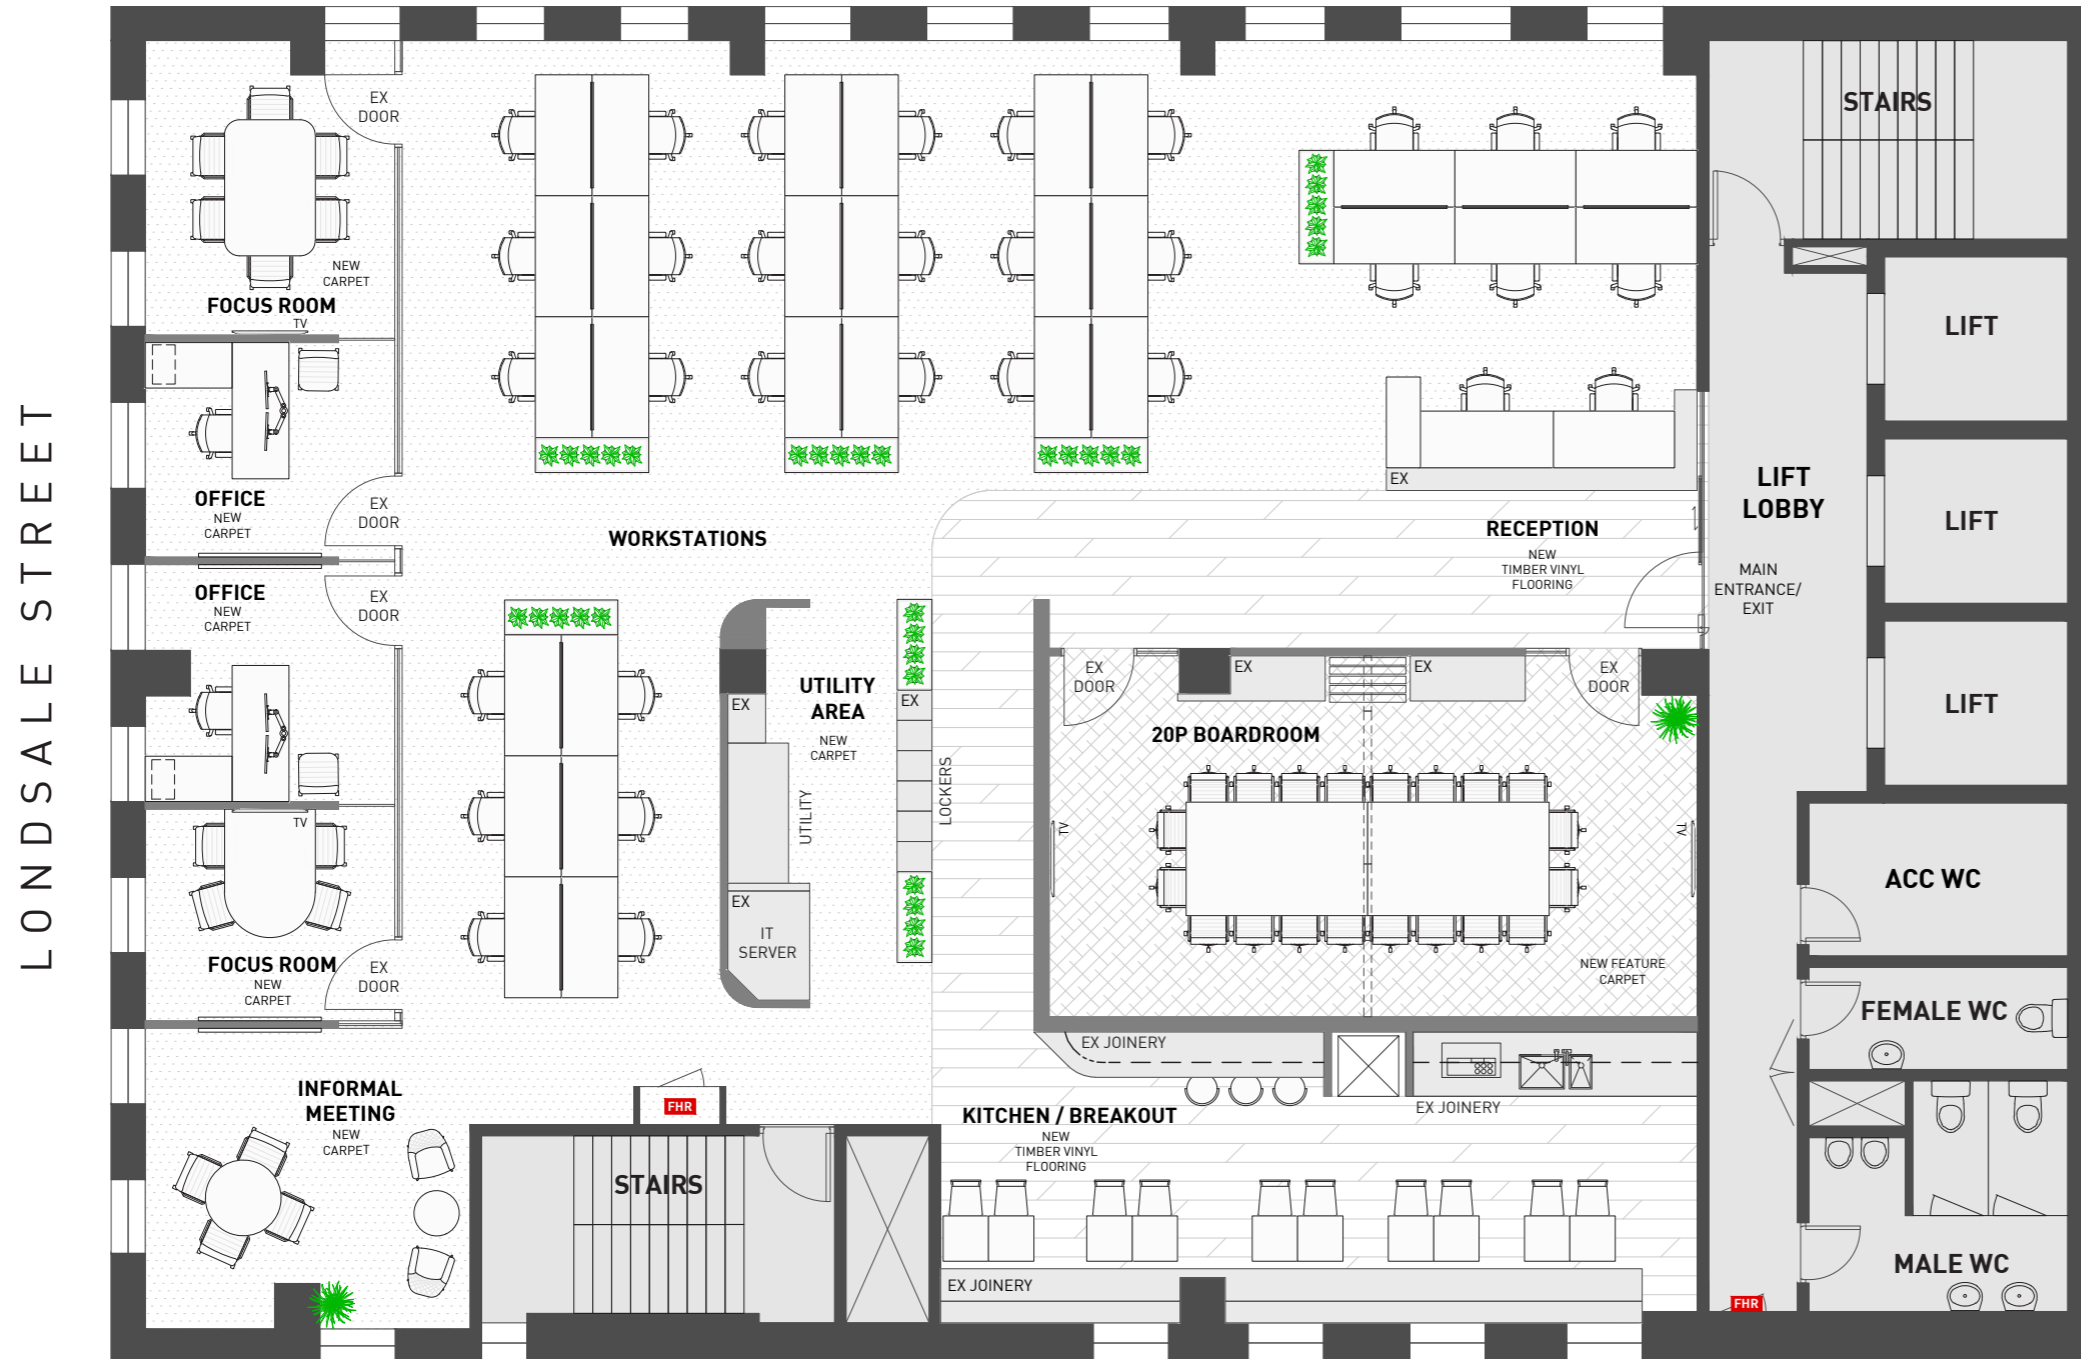 LONDSALE STREET
EX
DOOR
NEW
CARPET
FOCUS ROOM
TV
OFFICE
NEW
CARPET
EX
DOOR
OFFICE
NEW
CARPET
EX
DOOR
TV
FOCUS ROOM
NEW
CARPET
EX
DOOR
INFORMAL
MEETING
NEW
CARPET
WORKSTATIONS
UTILITY
AREA
NEW
CARPET
EX
UTILITY
EX
IT
SERVER
EX
LOCKERS
FHR
STAIRS
EX
RECEPTION
NEW
TIMBER VINYL
FLOORING
EX
DOOR
EX
EX
EX
DOOR
20P BOARDROOM
TV
TV
NEW FEATURE
CARPET
EX JOINERY
EX JOINERY
KITCHEN / BREAKOUT
NEW
TIMBER VINYL
FLOORING
EX JOINERY
STAIRS
LIFT
LIFT
LOBBY
LIFT
MAIN
ENTRANCE/
EXIT
LIFT
ACC WC
FEMALE WC
MALE WC
FHR